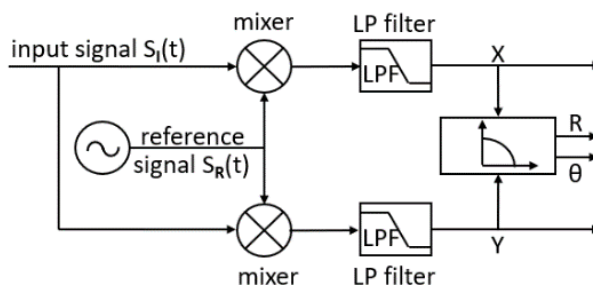 mixer
LP filter
input signal S_I(t)
LPF
X
reference
signal S_R(t)
R
θ
LPF
Y
mixer
LP filter